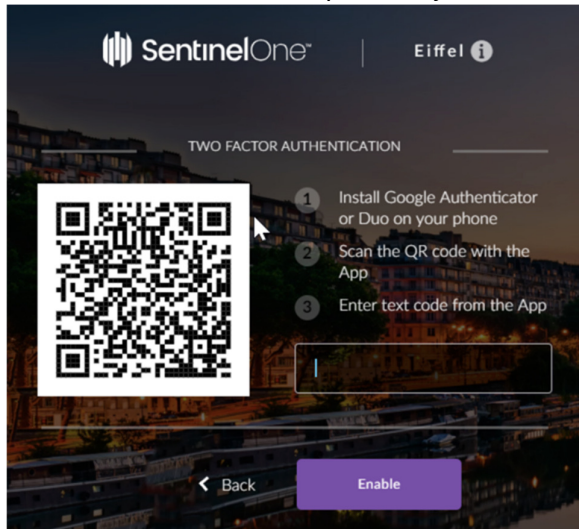 SentinelOne™
Eiffel i
TWO FACTOR AUTHENTICATION
1 Install Google Authenticator
or Duo on your phone
2 Scan the QR code with the
App
3 Enter text code from the App
Back
Enable